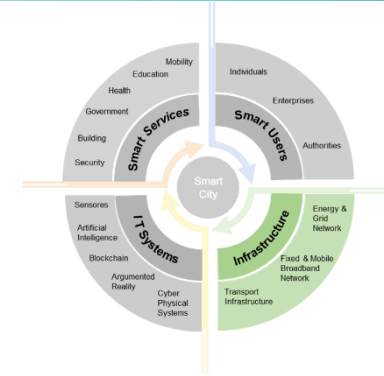 Mobility
Education
Health
Government
Building
Security
Smart Services
Individuals
Enterprises
Authorities
Smart Users
Smart
City
Sensores
Artificial
Intelligence
Blockchain
Argumented
Reality
Cyber
Physical
Systems
IT Systems
Infrastructure
Energy &
Grid
Network
Fixed & Mobile
Broadband
Network
Transport
Infrastructure